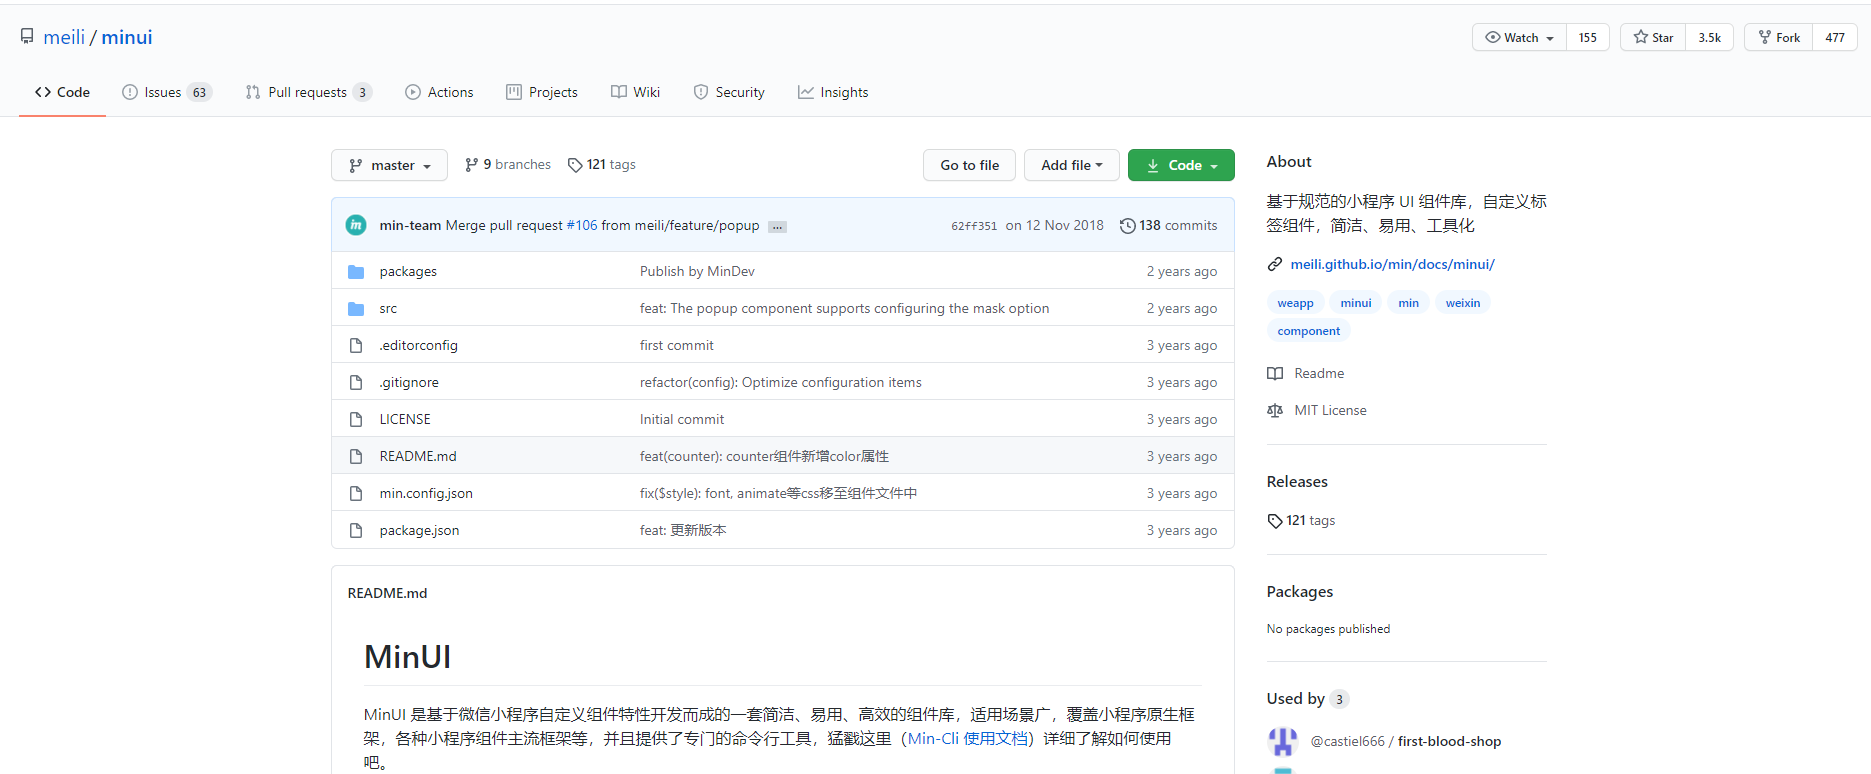 meili / minui
Watch 155 Star 3.5k Fork 477
Code Issues 63 Pull requests 3 Actions Projects Wiki Security Insights
master 9 branches 121 tags Go to file Add file Code
min-team Merge pull request #106 from meili/feature/popup ... 62ff351 on 12 Nov 2018 138 commits
packages Publish by MinDev 2 years ago
src feat: The popup component supports configuring the mask option 2 years ago
.editorconfig first commit 3 years ago
.gitignore refactor(config): Optimize configuration items 3 years ago
LICENSE Initial commit 3 years ago
README.md feat(counter): counter组件新增color属性 3 years ago
min.config.json fix($style): font, animate等css移至组件文件中 3 years ago
package.json feat: 更新版本 3 years ago
README.md
MinUI
MinUI 是基于微信小程序自定义组件特性开发而成的一套简洁、易用、高效的组件库，适用场景广，覆盖小程序原生框
架，各种小程序组件主流框架等，并且提供了专门的命令行工具，猛戳这里（Min-Cli 使用文档）详细了解如何使用
吧。
About
基于规范的小程序 UI 组件库，自定义标
签组件，简洁、易用、工具化
meili.github.io/min/docs/minui/
weapp minui min weixin
component
Readme
MIT License
Releases
121 tags
Packages
No packages published
Used by 3
@castiel666 / first-blood-shop